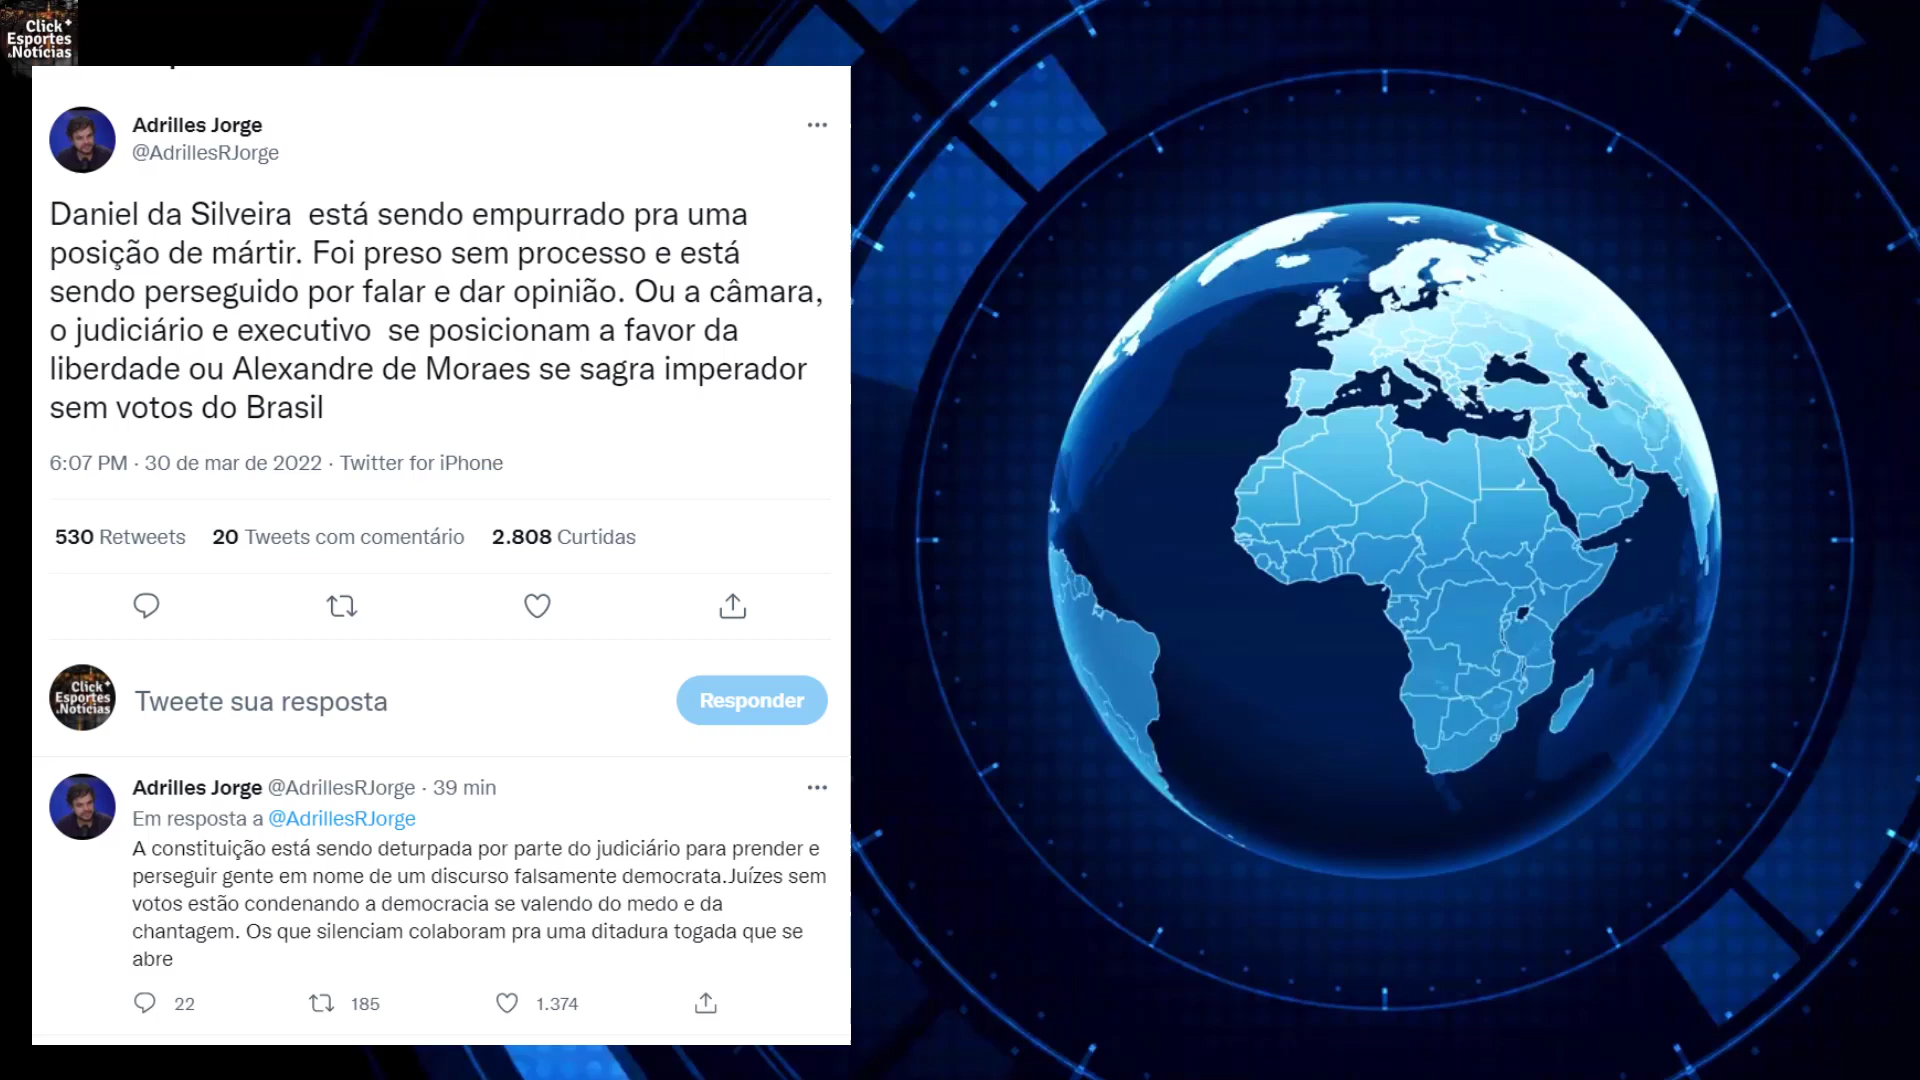 Click+
Esportes
&Notícias
Adrilles Jorge
@AdrillesRJorge
Daniel da Silveira está sendo empurrado pra uma
posição de mártir. Foi preso sem processo e está
sendo perseguido por falar e dar opinião. Ou a câmara,
o judiciário e executivo se posicionam a favor da
liberdade ou Alexandre de Moraes se sagra imperador
sem votos do Brasil
6:07 PM · 30 de mar de 2022 · Twitter for iPhone
530 Retweets 20 Tweets com comentário 2.808 Curtidas
Click+
Esportes
&Notícias
Tweete sua resposta
Responder
Adrilles Jorge @AdrillesRJorge · 39 min
Em resposta a @AdrillesRJorge
A constituição está sendo deturpada por parte do judiciário para prender e
perseguir gente em nome de um discurso falsamente democrata.Juízes sem
votos estão condenando a democracia se valendo do medo e da
chantagem. Os que silenciam colaboram pra uma ditadura togada que se
abre
22 185 1.374